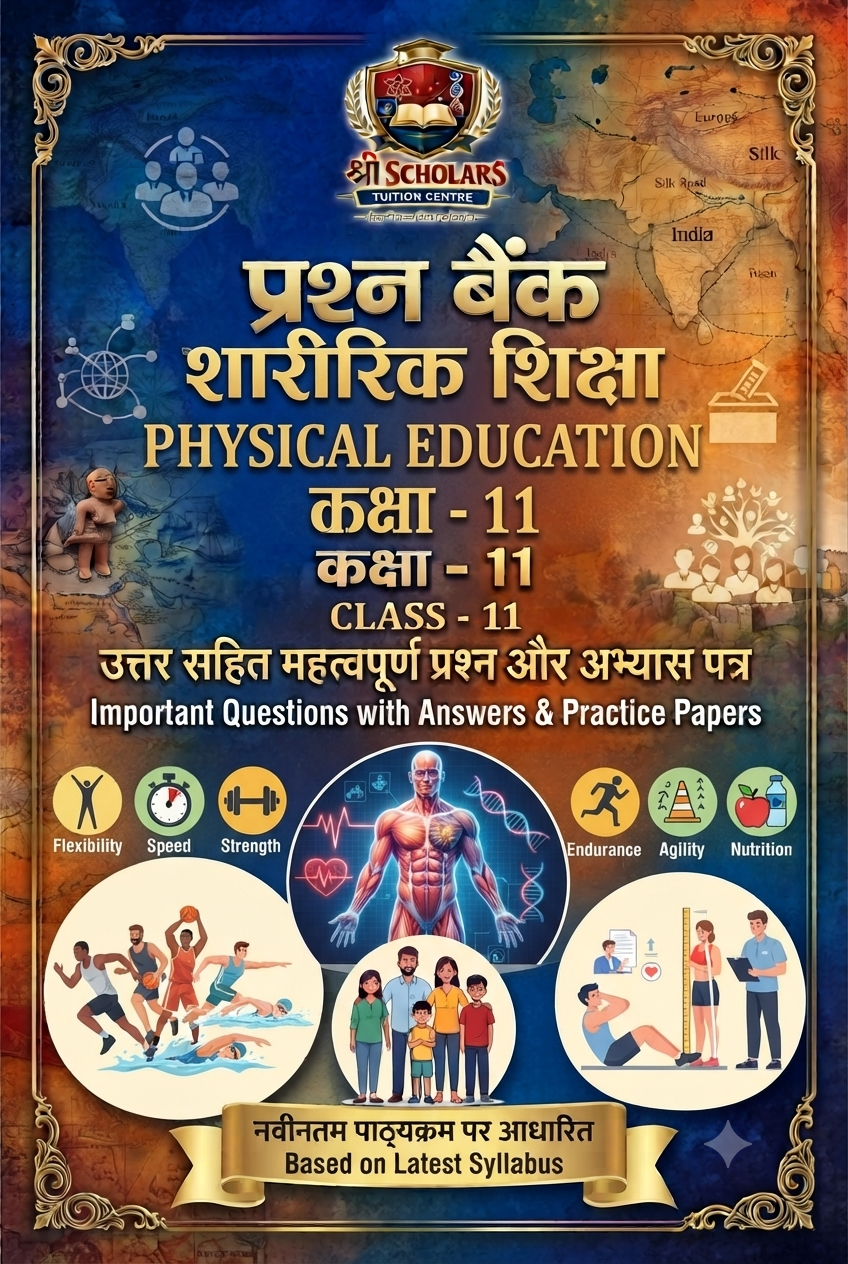 श्री SCHOLARS
TUITION CENTRE
Europe
Silk
Silk Road
India
प्रश्न बैंक
शारीरिक शिक्षा
PHYSICAL EDUCATION
कक्षा - 11
कक्षा - 11
CLASS - 11
उत्तर सहित महत्वपूर्ण प्रश्न और अभ्यास पत्र
Important Questions with Answers & Practice Papers
Flexibility
Speed
Strength
Endurance
Agility
Nutrition
नवीनतम पाठ्यक्रम पर आधारित
Based on Latest Syllabus